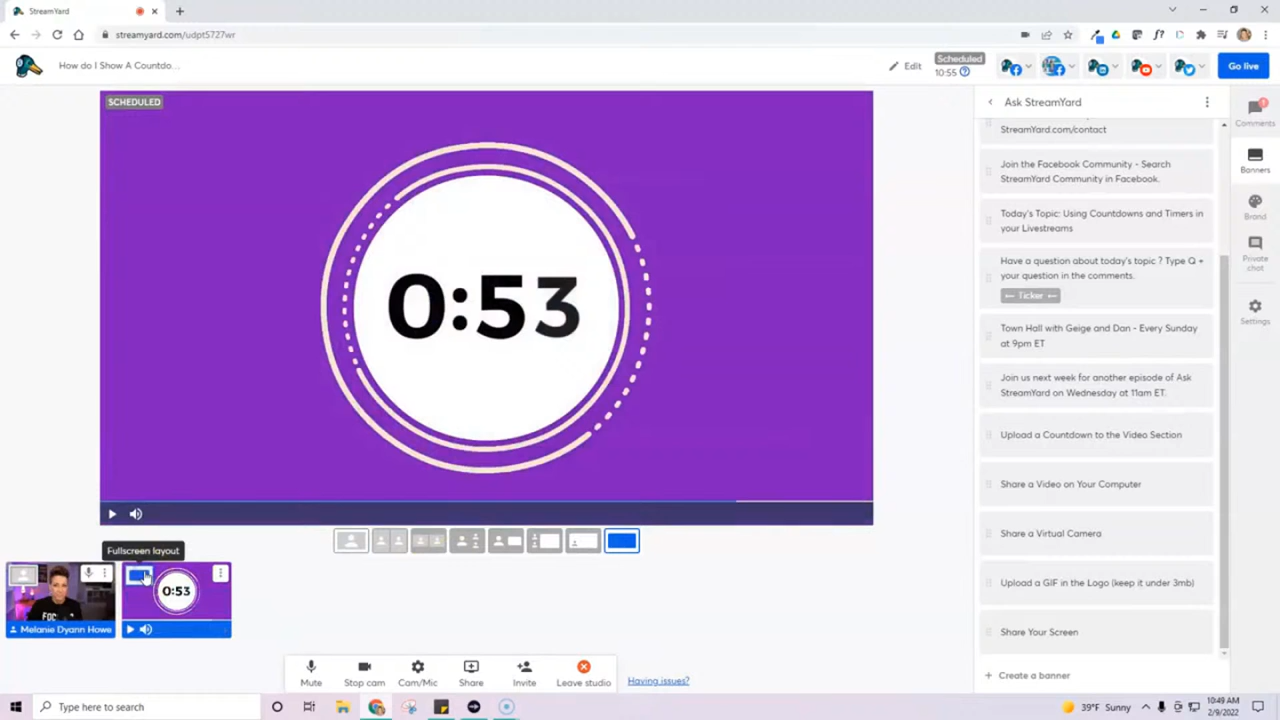 StreamYard
streamyard.com/udpt5727wr
How do I Show A Countdo...
Edit
Scheduled
10:55
Go live
SCHEDULED
0:53
Fullscreen layout
Melanie Dyann Howe
0:53
Mute
Stop cam
Cam/Mic
Share
Invite
Leave studio
Having issues?
Ask StreamYard
StreamYard.com/contact
Join the Facebook Community - Search
StreamYard Community in Facebook.
Today's Topic: Using Countdowns and Timers in
your Livestreams
Have a question about today's topic ? Type Q +
your question in the comments.
Ticker
Town Hall with Geige and Dan - Every Sunday
at 9pm ET
Join us next week for another episode of Ask
StreamYard on Wednesday at 11am ET.
Upload a Countdown to the Video Section
Share a Video on Your Computer
Share a Virtual Camera
Upload a GIF in the Logo (keep it under 3mb)
Share Your Screen
Create a banner
Comments
Banners
Brand
Private
chat
Settings
Type here to search
39°F Sunny
10:49 AM
2/9/2022